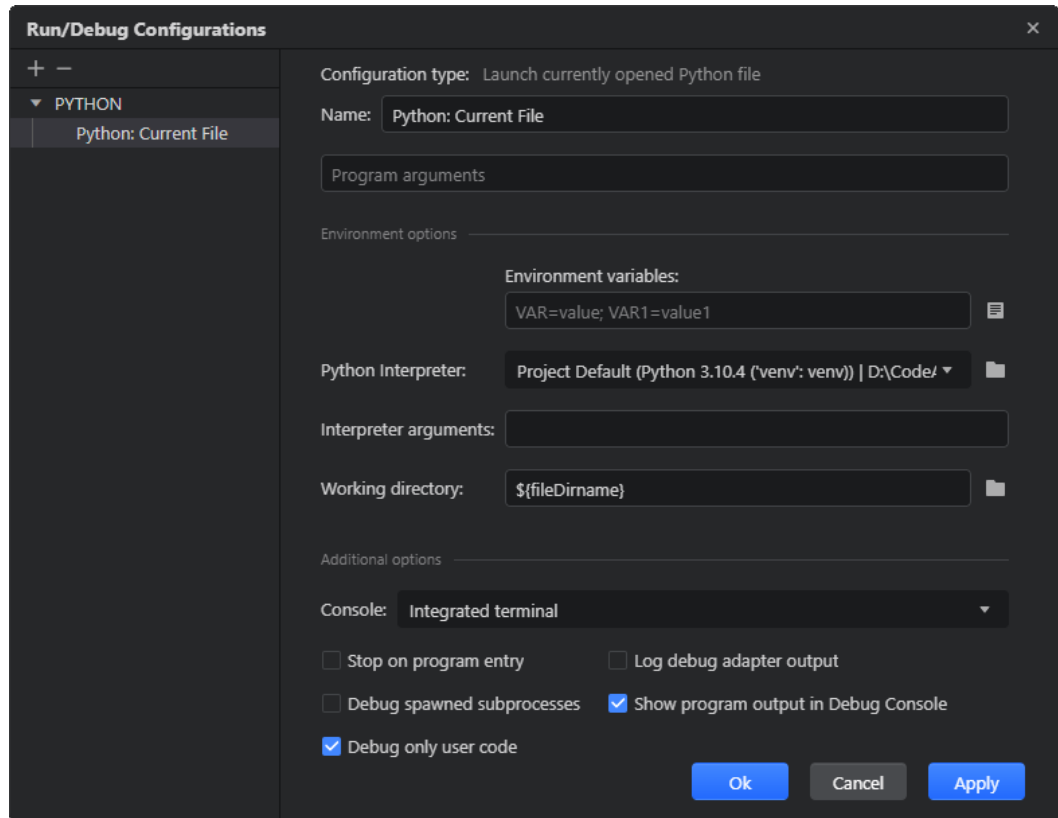 Run/Debug Configurations
PYTHON
Python: Current File
Configuration type: Launch currently opened Python file
Name: Python: Current File
Program arguments
Environment options
Environment variables:
VAR=value; VAR1=value1
Python Interpreter: Project Default (Python 3.10.4 ('venv': venv)) | D:\Code
Interpreter arguments:
Working directory: ${fileDirname}
Additional options
Console: Integrated terminal
Stop on program entry Log debug adapter output
Debug spawned subprocesses Show program output in Debug Console
Debug only user code
Ok Cancel Apply